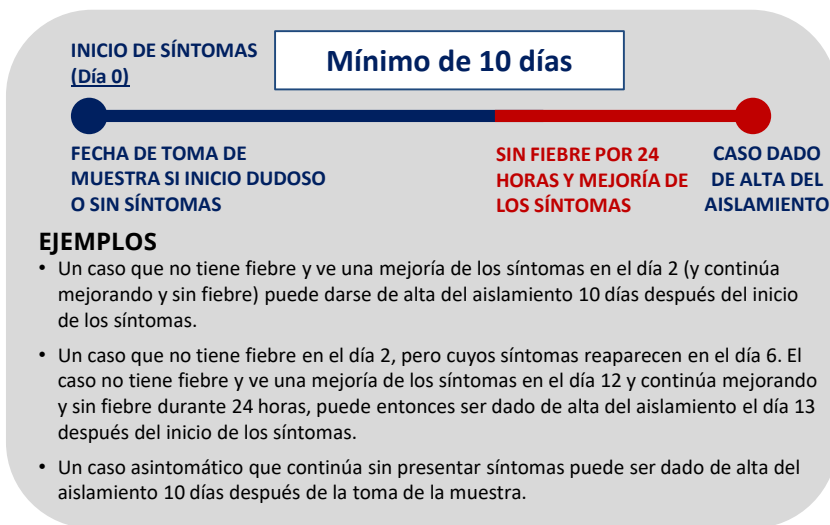 INICIO DE SÍNTOMAS
(Día 0)
Mínimo de 10 días
FECHA DE TOMA DE
MUESTRA SI INICIO DUDOSO
O SIN SÍNTOMAS
SIN FIEBRE POR 24
HORAS Y MEJORÍA DE
LOS SÍNTOMAS
CASO DADO
DE ALTA DEL
AISLAMIENTO
EJEMPLOS
• Un caso que no tiene fiebre y ve una mejoría de los síntomas en el día 2 (y continúa
mejorando y sin fiebre) puede darse de alta del aislamiento 10 días después del inicio
de los síntomas.
• Un caso que no tiene fiebre en el día 2, pero cuyos síntomas reaparecen en el día 6. El
caso no tiene fiebre y ve una mejoría de los síntomas en el día 12 y continúa mejorando
y sin fiebre durante 24 horas, puede entonces ser dado de alta del aislamiento el día 13
después del inicio de los síntomas.
• Un caso asintomático que continúa sin presentar síntomas puede ser dado de alta del
aislamiento 10 días después de la toma de la muestra.